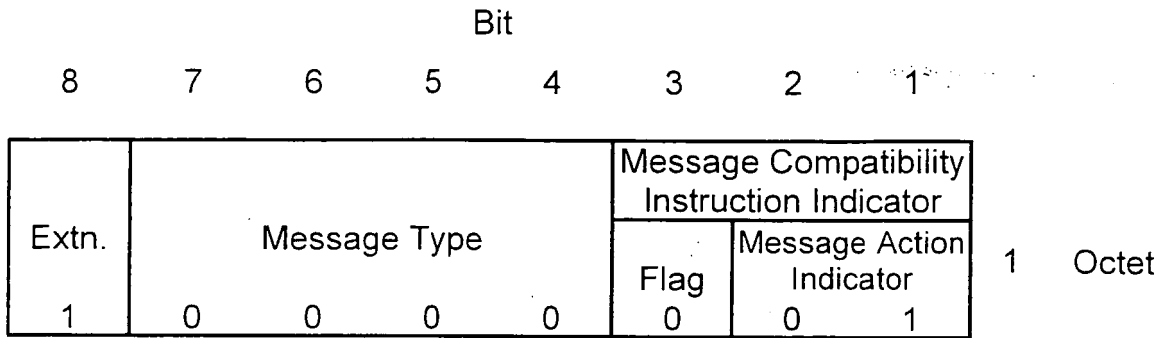 Bit
8 7 6 5 4 3 2 1
Message Compatibility
Instruction Indicator
Extn. Message Type Flag Message Action
Indicator 1 Octet
1 0 0 0 0 0 0 1